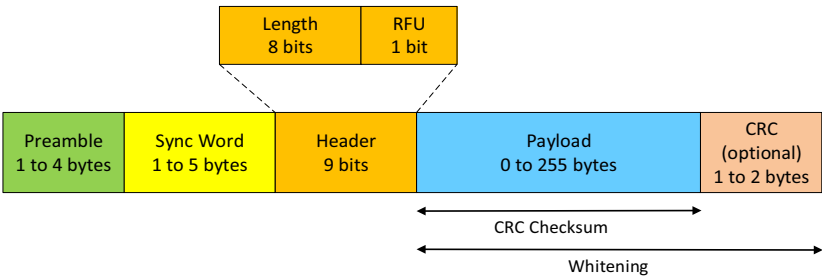 Length
8 bits
RFU
1 bit
Preamble
1 to 4 bytes
Sync Word
1 to 5 bytes
Header
9 bits
Payload
0 to 255 bytes
CRC
(optional)
1 to 2 bytes
CRC Checksum
Whitening